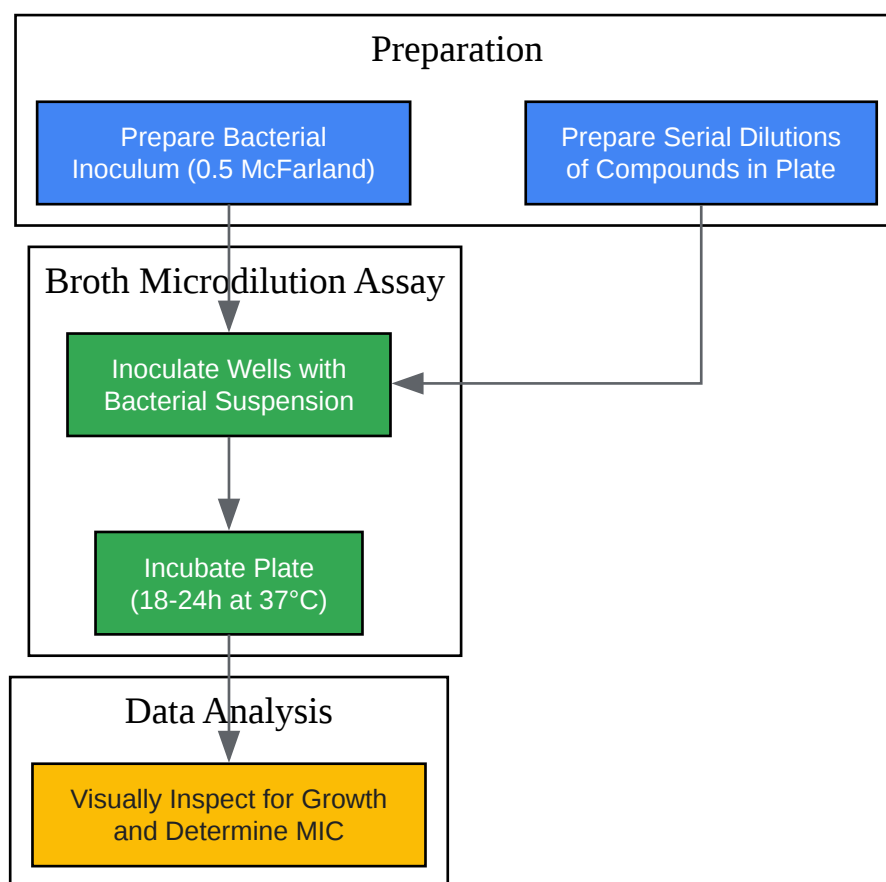 Preparation
Prepare Bacterial
Inoculum (0.5 McFarland)
Prepare Serial Dilutions
of Compounds in Plate
Broth Microdilution Assay
Inoculate Wells with
Bacterial Suspension
Incubate Plate
(18-24h at 37°C)
Data Analysis
Visually Inspect for Growth
and Determine MIC